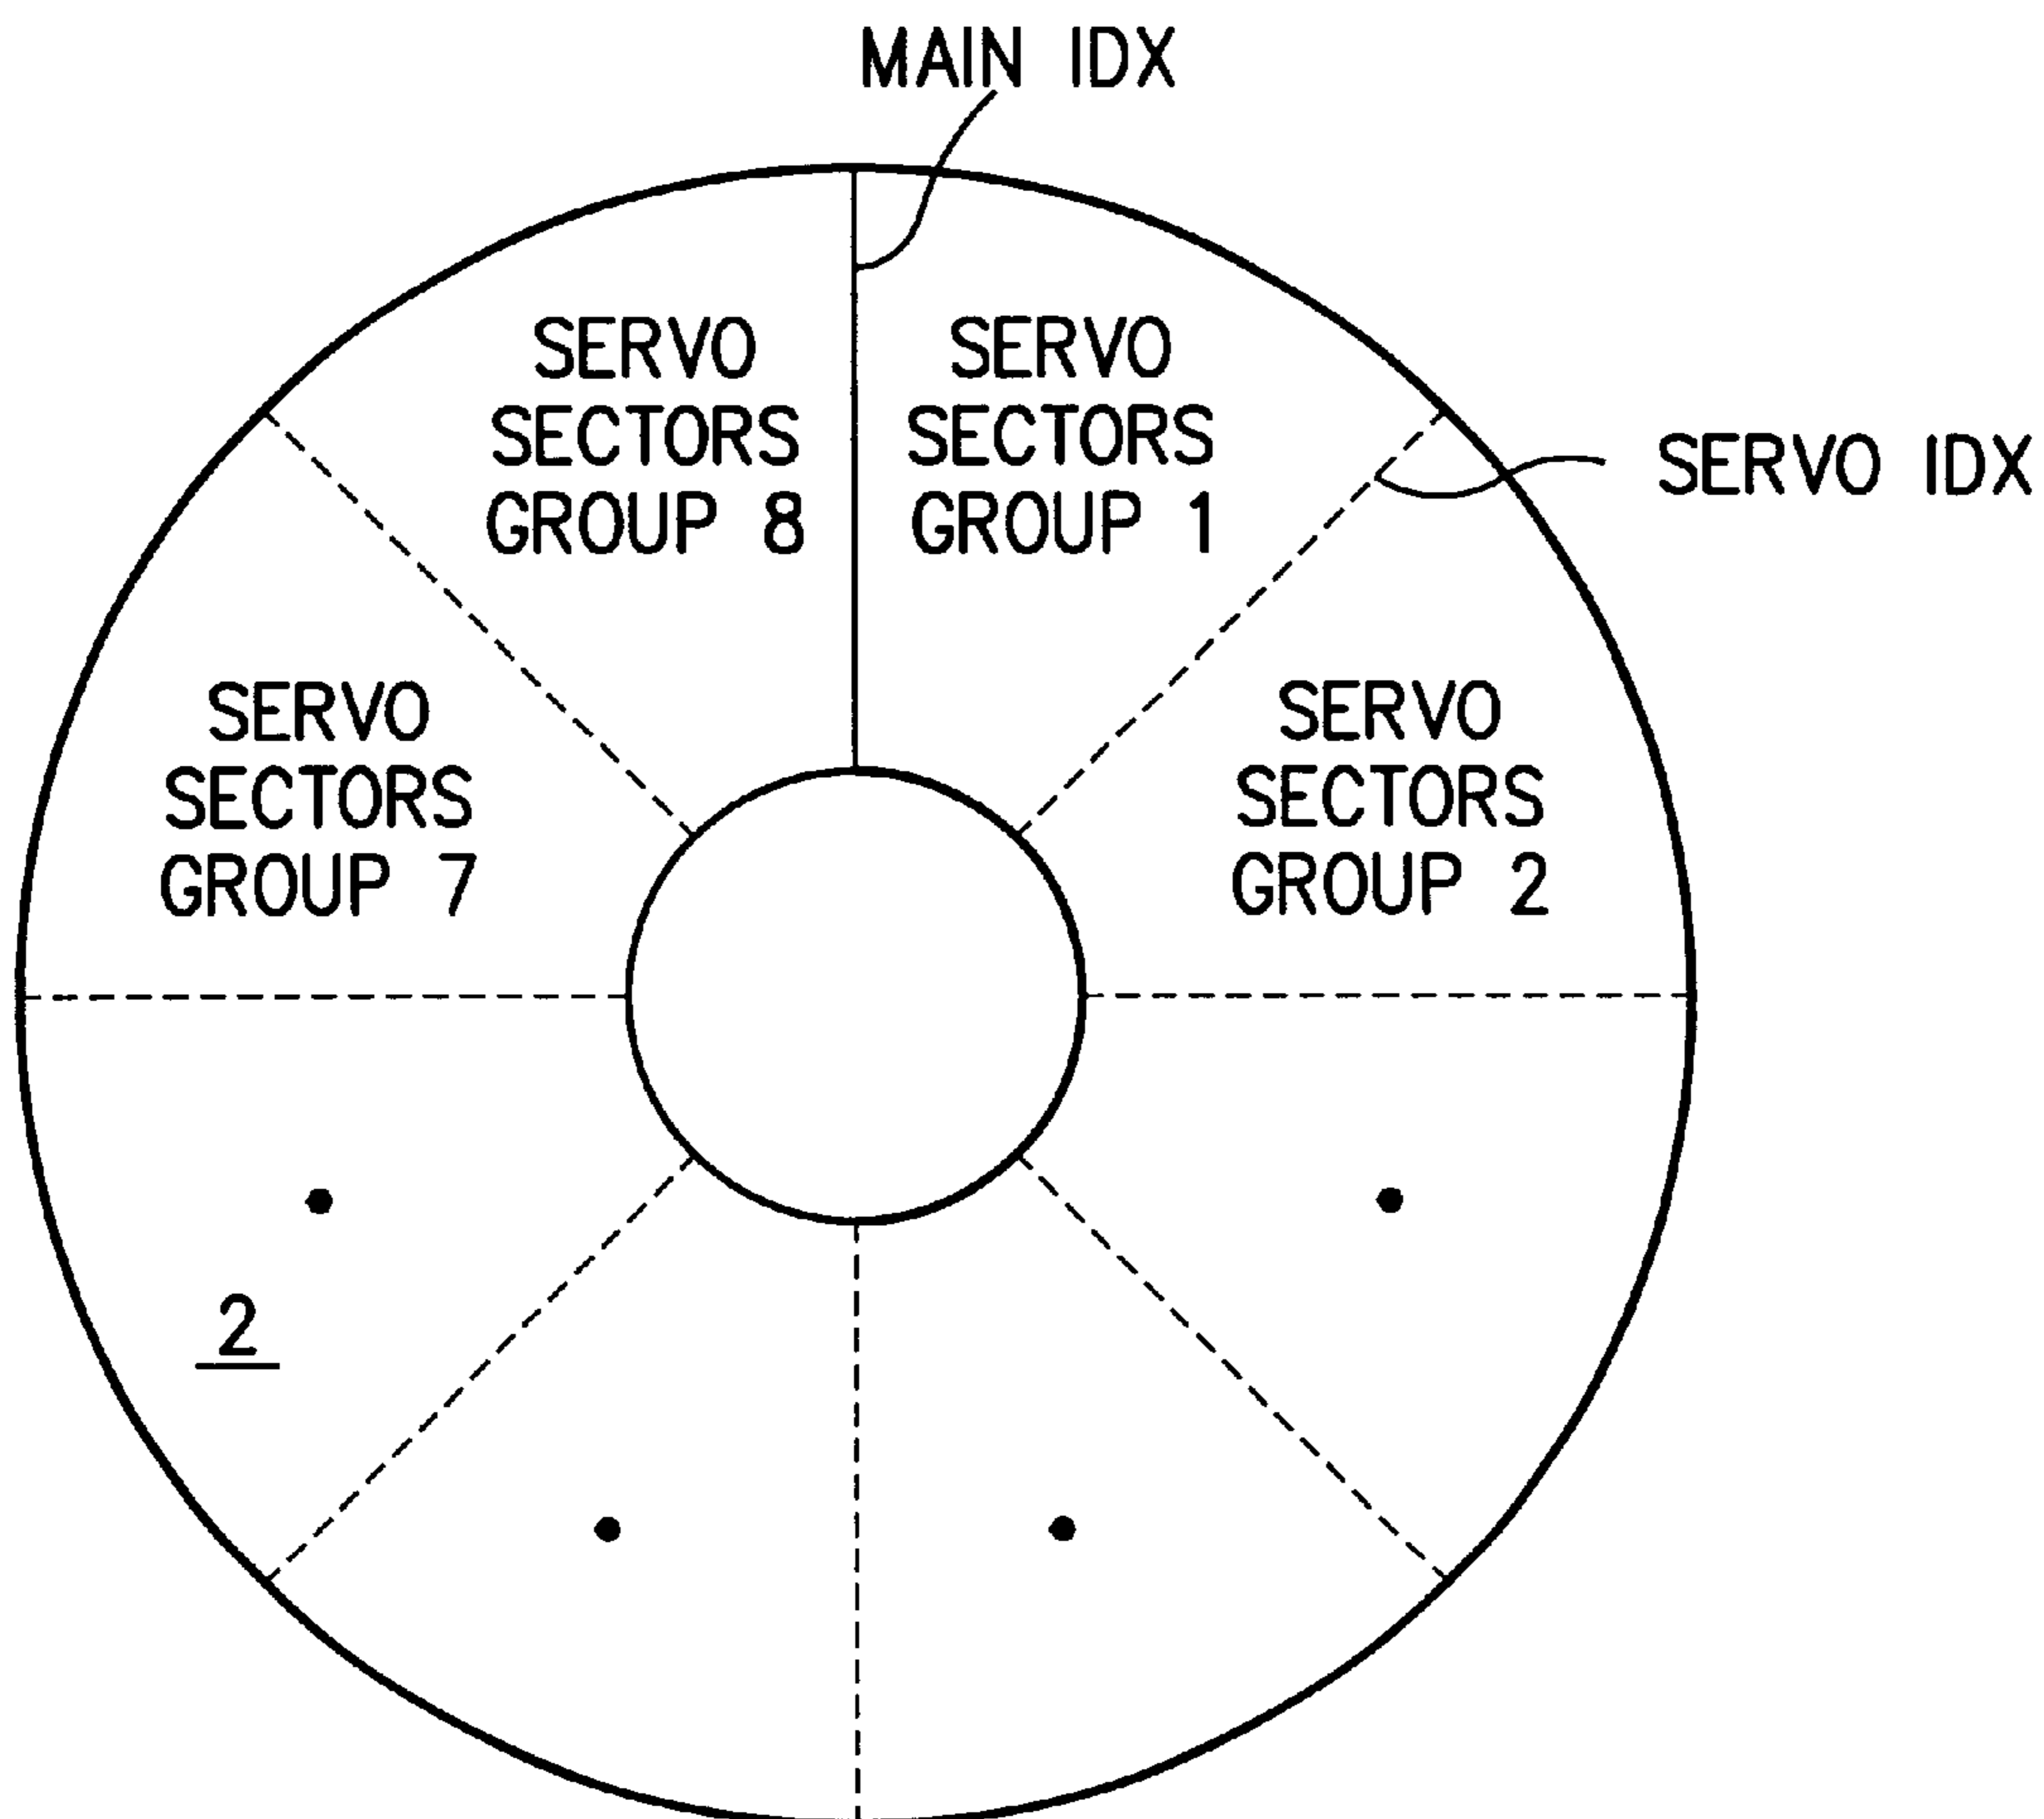 MAIN IDX
SERVO
SECTORS
GROUP 8
SERVO
SECTORS
GROUP 1
SERVO IDX
SERVO
SECTORS
GROUP 7
SERVO
SECTORS
GROUP 2
2